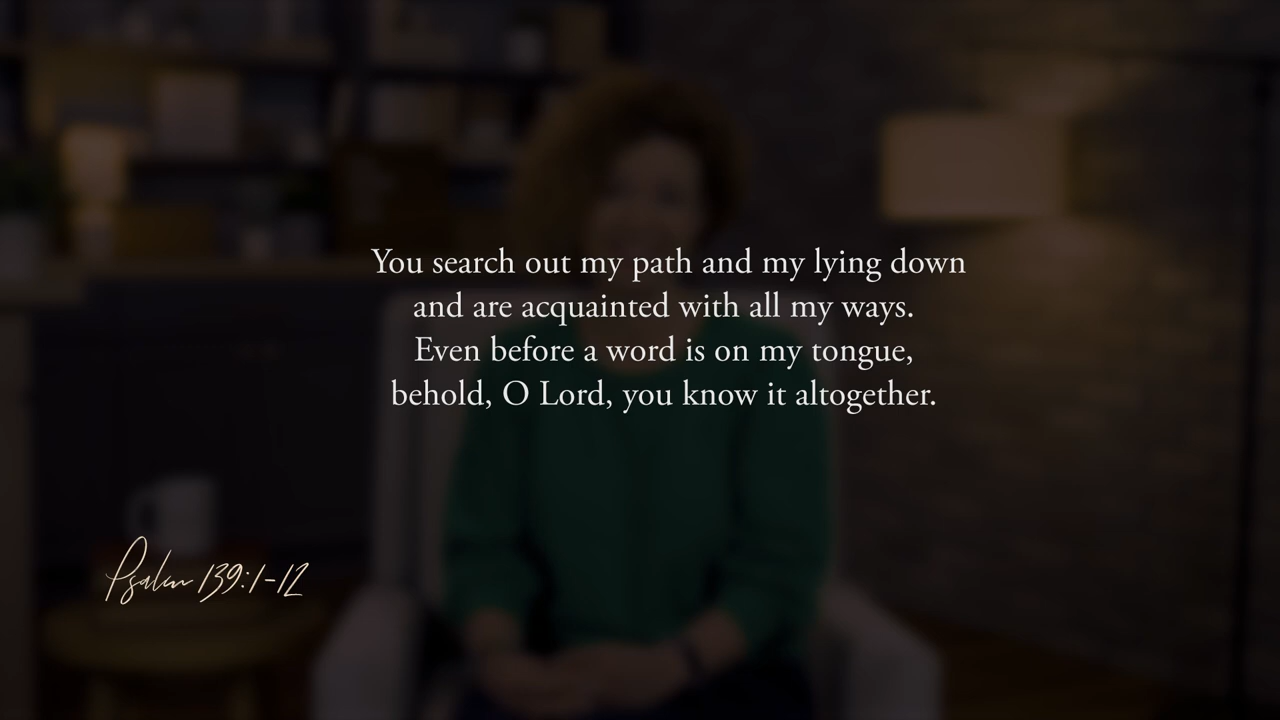 You search out my path and my lying down
and are acquainted with all my ways.
Even before a word is on my tongue,
behold, O Lord, you know it altogether.
Psalm 139:1-12